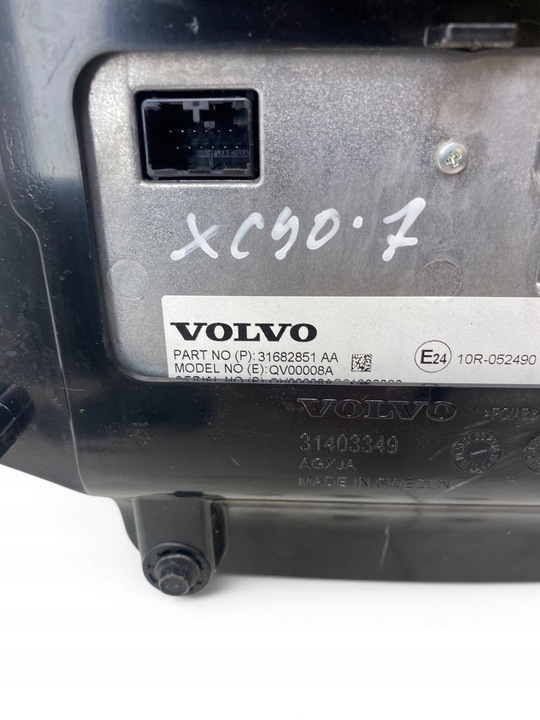 JAE
XC90.7
VOLVO
PART NO (P): 31682851 AA
MODEL NO (E): QV00008A
E24 10R-052490
VOLVO
31403349
AGXJA
MADE IN SWEDEN